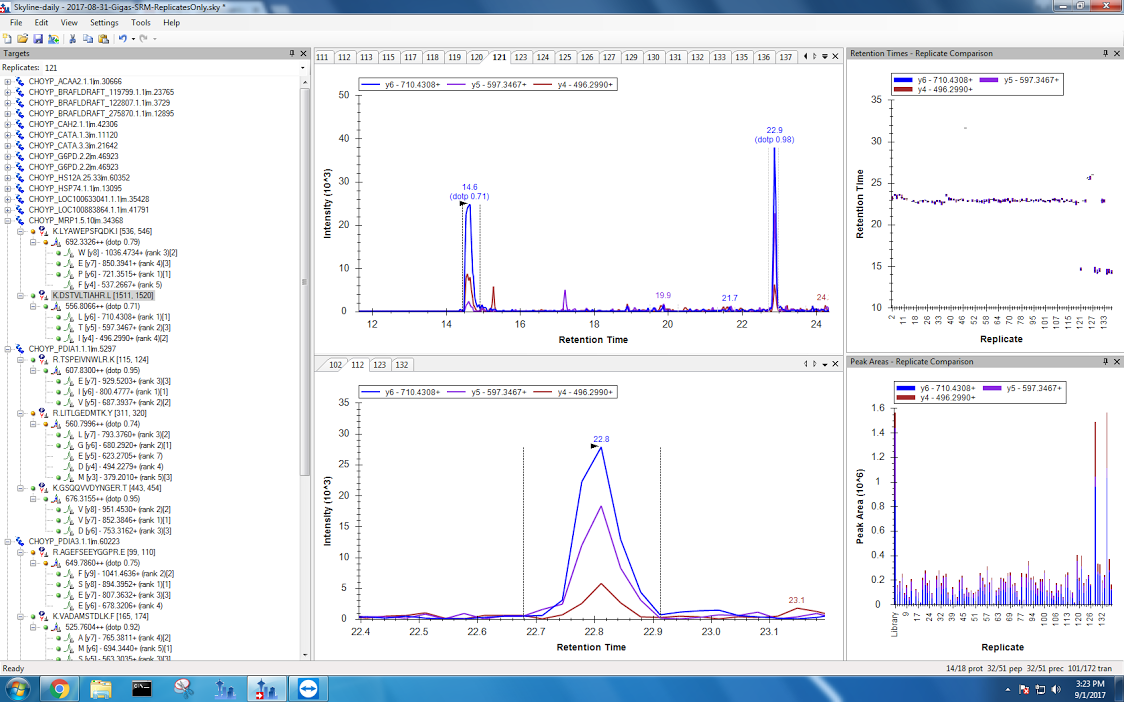 Skyline-daily - 2017-08-31-Gigas-SRM-ReplicatesOnly.sky *
File Edit View Settings Tools Help
Targets
Replicates: 121
CHOYP_ACAA2.1.1|m.30666
CHOYP_BRAFLDRAFT_119799.1.1|m.23765
CHOYP_BRAFLDRAFT_122807.1.1|m.3729
CHOYP_BRAFLDRAFT_275870.1.1|m.12895
CHOYP_CAH2.1.1|m.42306
CHOYP_CATA.1.3|m.11120
CHOYP_CATA.3.3|m.21642
CHOYP_G6PD.2.2|m.46923
CHOYP_G6PD.2.2|m.46923
CHOYP_HS12A.25.33|m.60352
CHOYP_HSP74.1.1|m.13095
CHOYP_LOC100633041.1.1|m.35428
CHOYP_LOC100883864.1.1|m.41791
CHOYP_MRP1.5.10|m.34368
K.LYAWEPSFQDK.I [536, 546]
692.3326++ (dotp 0.79)
W [y8] - 1036.4734+ (rank 3)[2]
E [y7] - 850.3941+ (rank 4)[3]
P [y6] - 721.3515+ (rank 1)[1]
F [y4] - 537.2667+ (rank 5)
K.DSTVLTIAHR.L [1511, 1520]
556.8066++ (dotp 0.71)
L [y6] - 710.4308+ (rank 1)[1]
T [y5] - 597.3467+ (rank 2)[3]
I [y4] - 496.2990+ (rank 4)[2]
CHOYP_PDIA1.1.1|m.5297
R.TSPEIVNWLR.K [115, 124]
607.8300++ (dotp 0.95)
E [y7] - 929.5203+ (rank 3)[3]
I [y6] - 800.4777+ (rank 1)[1]
V [y5] - 687.3937+ (rank 2)[2]
R.LITLGEDMTK.Y [311, 320]
560.7996++ (dotp 0.74)
L [y7] - 793.3760+ (rank 3)[2]
G [y6] - 680.2920+ (rank 2)[1]
E [y5] - 623.2705+ (rank 7)
D [y4] - 494.2279+ (rank 4)
M [y3] - 379.2010+ (rank 5)[3]
K.GSQQVVDYNGER.T [443, 454]
676.3155++ (dotp 0.95)
V [y8] - 951.4530+ (rank 2)[2]
V [y7] - 852.3846+ (rank 1)[1]
D [y6] - 753.3162+ (rank 3)[3]
CHOYP_PDIA3.1.1|m.60223
R.AGEFSEEYGGPR.E [99, 110]
649.7860++ (dotp 0.75)
F [y9] - 1041.4636+ (rank 2)[2]
S [y8] - 894.3952+ (rank 1)[1]
E [y7] - 807.3632+ (rank 3)[3]
E [y6] - 678.3206+ (rank 4)
K.VADAMSTDLK.F [165, 174]
525.7604++ (dotp 0.92)
A [y7] - 765.3811+ (rank 4)[2]
M [y6] - 694.3440+ (rank 5)[1]
S [y5] - 563.3035+ (rank 2)[3]
111 112 113 115 117 118 119 120 121 123 125 126 127 128 129 130 131 132 133 135 136 137
y6 - 710.4308+ y5 - 597.3467+ y4 - 496.2990+
50
40
30
20
10
0
Intensity (10^3)
14.6
(dotp 0.71)
22.9
(dotp 0.98)
19.9
21.7
24.
12 14 16 18 20 22 24
Retention Time
102 112 123 132
y6 - 710.4308+ y5 - 597.3467+ y4 - 496.2990+
35
30
25
20
15
10
5
0
Intensity (10^3)
22.8
23.1
22.4 22.5 22.6 22.7 22.8 22.9 23.0 23.1
Retention Time
Retention Times - Replicate Comparison
y6 - 710.4308+ y5 - 597.3467+
y4 - 496.2990+
35
30
25
20
15
10
Retention Time
2 11 18 26 33 40 46 52 58 64 70 78 85 95 101 107 115 121 127 133
Replicate
Peak Areas - Replicate Comparison
y6 - 710.4308+ y5 - 597.3467+
y4 - 496.2990+
1.6
1.4
1.2
1
0.8
0.6
0.4
0.2
0
Peak Area (10^6)
Library 9 17 24 32 39 45 51 57 63 69 77 84 94 100 106 113 120 126 132
Replicate
Ready
14/18 prot 32/51 pep 32/51 prec 101/172 tran
3:23 PM
9/1/2017